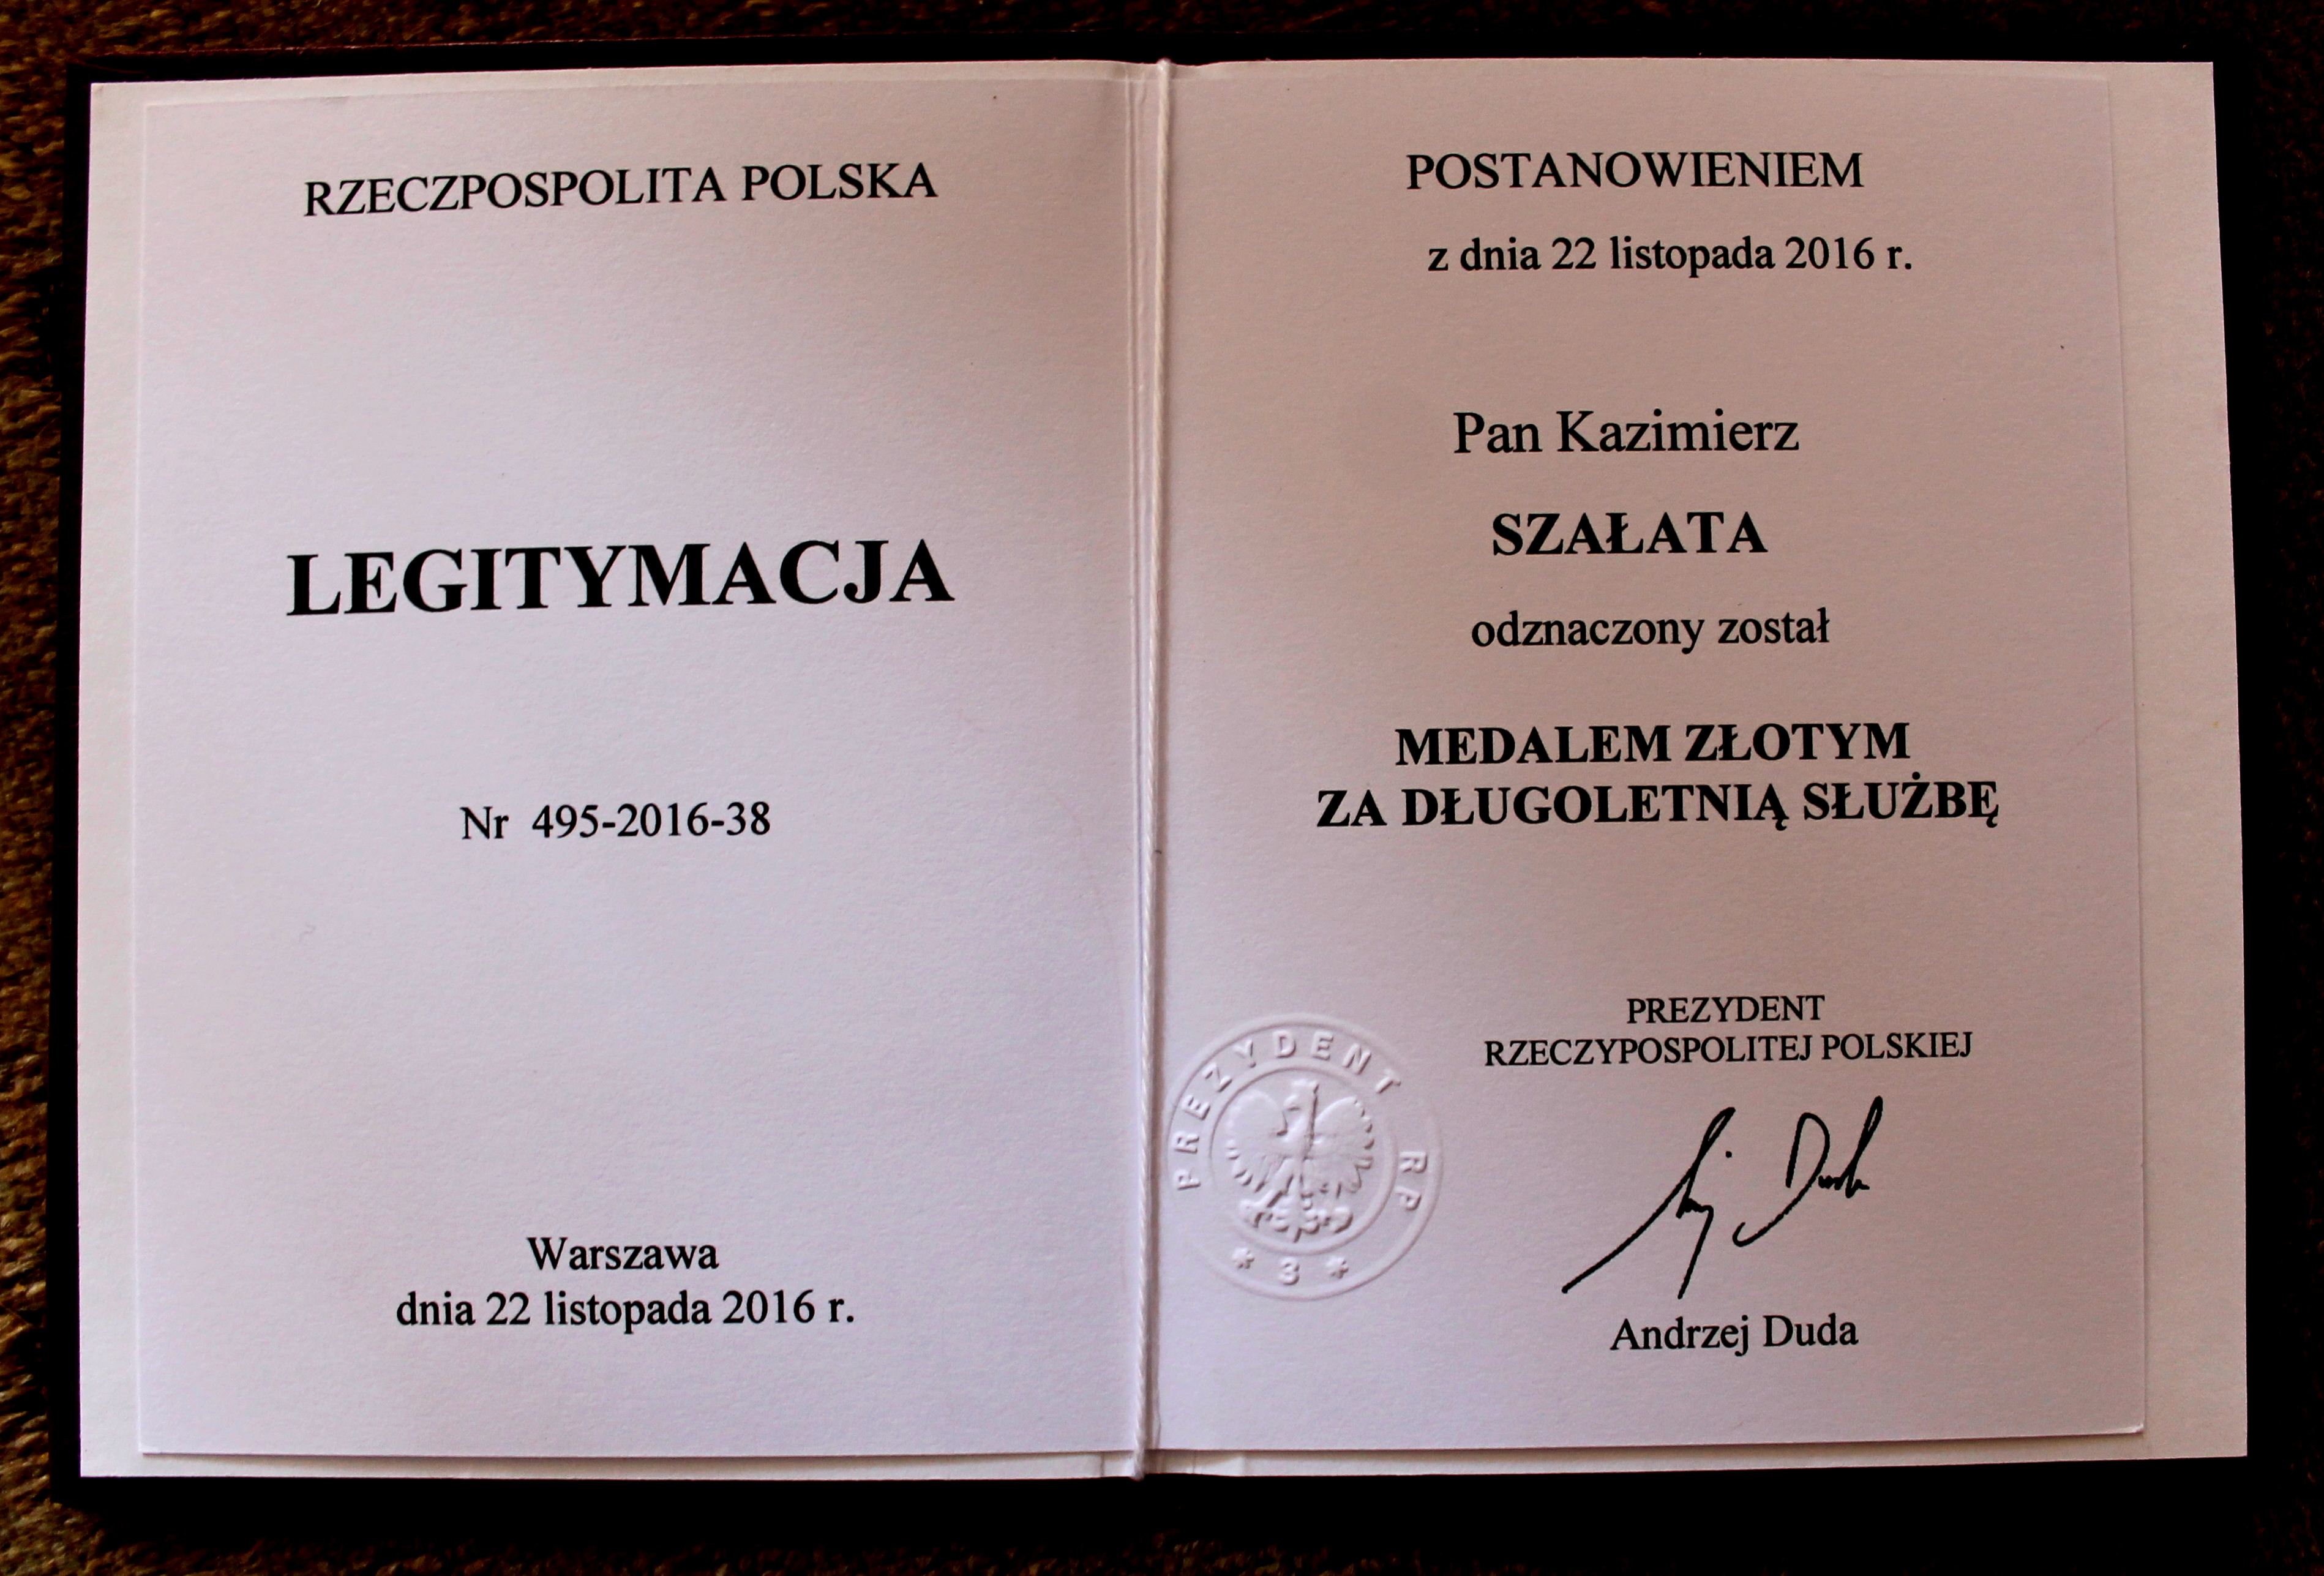 RZECZPOSPOLITA POLSKA
LEGITYMACJA
Nr 495-2016-38
Warszawa
dnia 22 listopada 2016 r.
POSTANOWIENIEM
z dnia 22 listopada 2016 r.
Pan Kazimierz
SZAŁATA
odznaczony został
MEDALEM ZŁOTYM
ZA DŁUGOLETNIĄ SŁUŻBĘ
PREZYDENT
RZECZYPOSPOLITEJ POLSKIEJ
PREZYDENT RP
* 3 *
Andrzej Duda